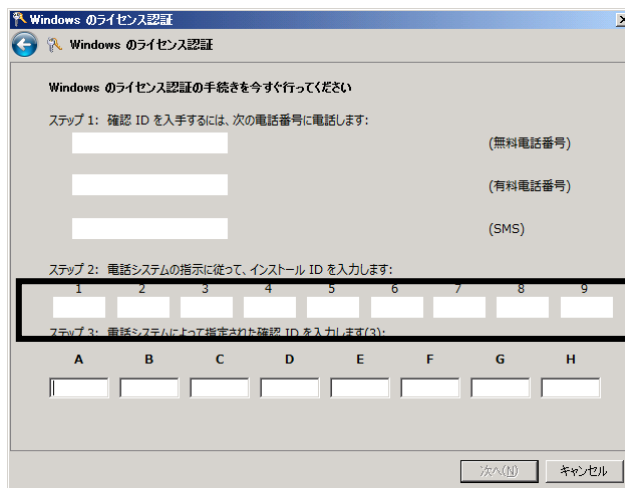 Windows のライセンス認証
Windows のライセンス認証
Windows のライセンス認証の手続きを今すぐ行ってください
ステップ 1: 確認 ID を入手するには、次の電話番号に電話します:
(無料電話番号)
(有料電話番号)
(SMS)
ステップ 2: 電話システムの指示に従って、インストール ID を入力します:
1 2 3 4 5 6 7 8 9
ステップ 3: 電話システムによって指定された確認 ID を入力します(3):
A B C D E F G H
次へ(N) キャンセル